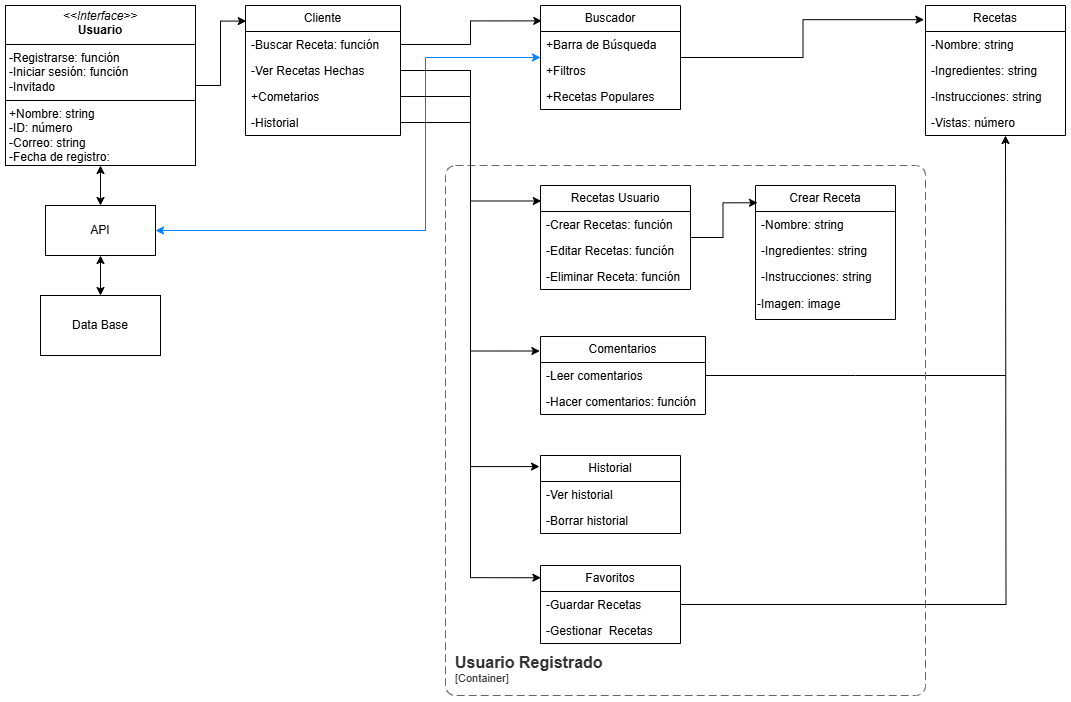 <<Interface>>
Usuario
-Registrarse: función
-Iniciar sesión: función
-Invitado
+Nombre: string
-ID: número
-Correo: string
-Fecha de registro:
API
Data Base
Cliente
-Buscar Receta: función
-Ver Recetas Hechas
+Cometarios
-Historial
Buscador
+Barra de Búsqueda
+Filtros
+Recetas Populares
Recetas
-Nombre: string
-Ingredientes: string
-Instrucciones: string
-Vistas: número
Recetas Usuario
-Crear Recetas: función
-Editar Recetas: función
-Eliminar Receta: función
Crear Receta
-Nombre: string
-Ingredientes: string
-Instrucciones: string
-Imagen: image
Comentarios
-Leer comentarios
-Hacer comentarios: función
Historial
-Ver historial
-Borrar historial
Favoritos
-Guardar Recetas
-Gestionar  Recetas
Usuario Registrado
[Container]